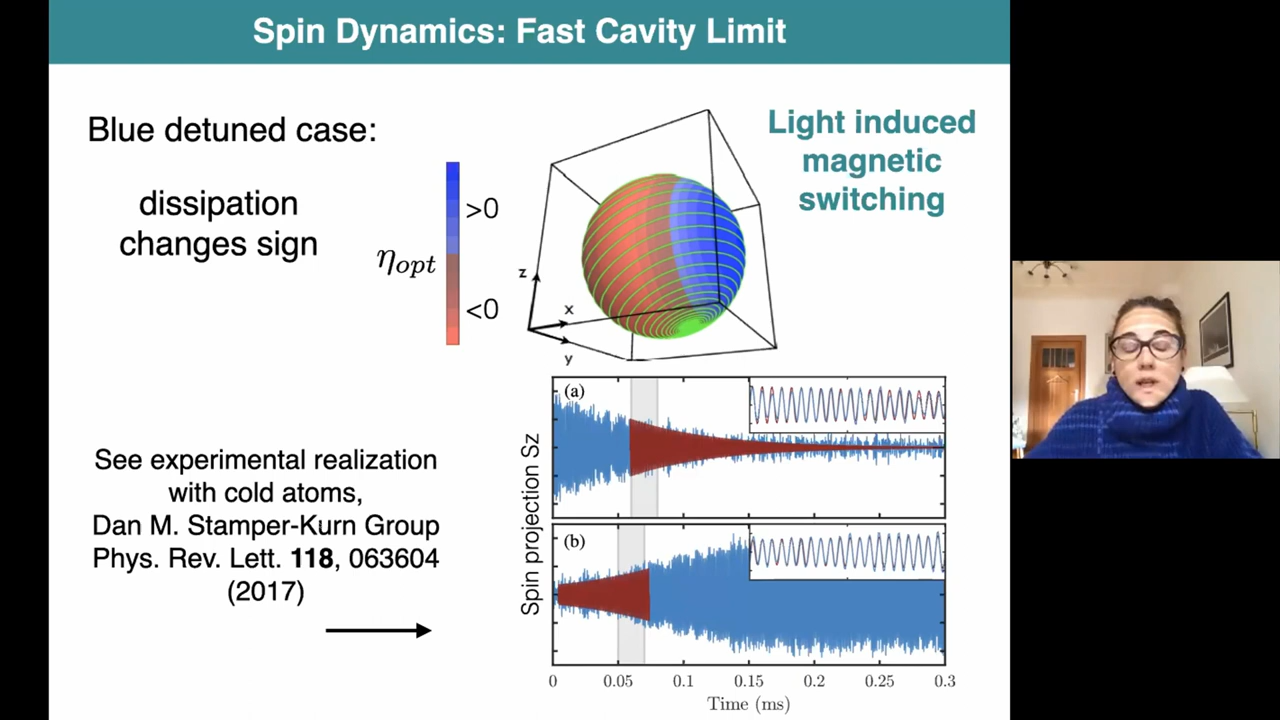 Spin Dynamics: Fast Cavity Limit
Blue detuned case:
dissipation
changes sign
η_opt
>0
<0
z
x
y
Light induced
magnetic
switching
See experimental realization
with cold atoms,
Dan M. Stamper-Kurn Group
Phys. Rev. Lett. 118, 063604
(2017)
Spin projection Sz
(a)
(b)
0 0.05 0.1 0.15 0.2 0.25 0.3
Time (ms)